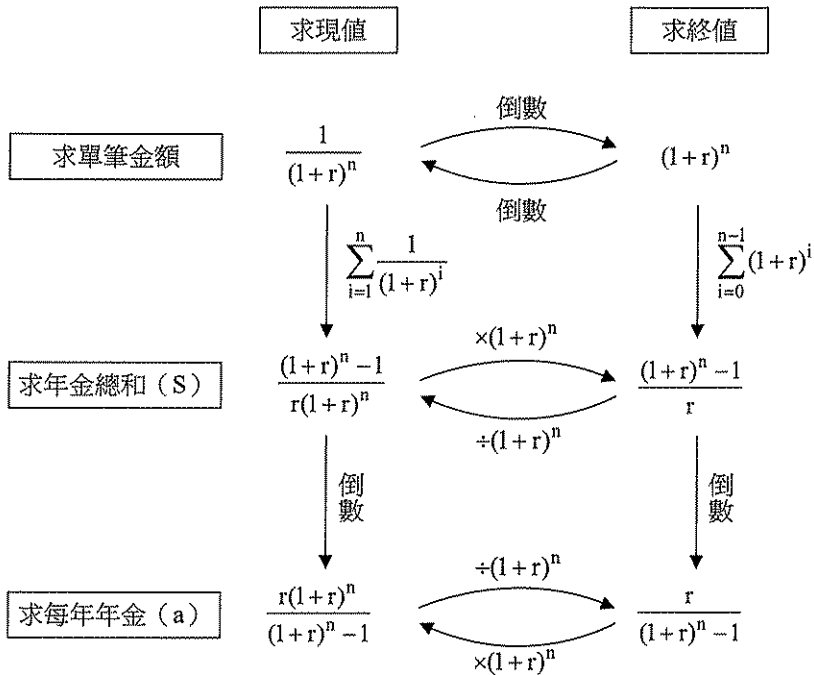 求現值 求終值
倒數
求單筆金額 1/(1+r)^n (1+r)^n
倒數
∑_{i=1}^{n} 1/(1+r)^i ∑_{i=0}^{n-1} (1+r)^i
×(1+r)^n
求年金總和（S） ((1+r)^n −1)/(r(1+r)^n) ((1+r)^n −1)/r
÷(1+r)^n
倒數 倒數
÷(1+r)^n
求每年年金（a） r(1+r)^n/((1+r)^n −1) r/((1+r)^n −1)
×(1+r)^n